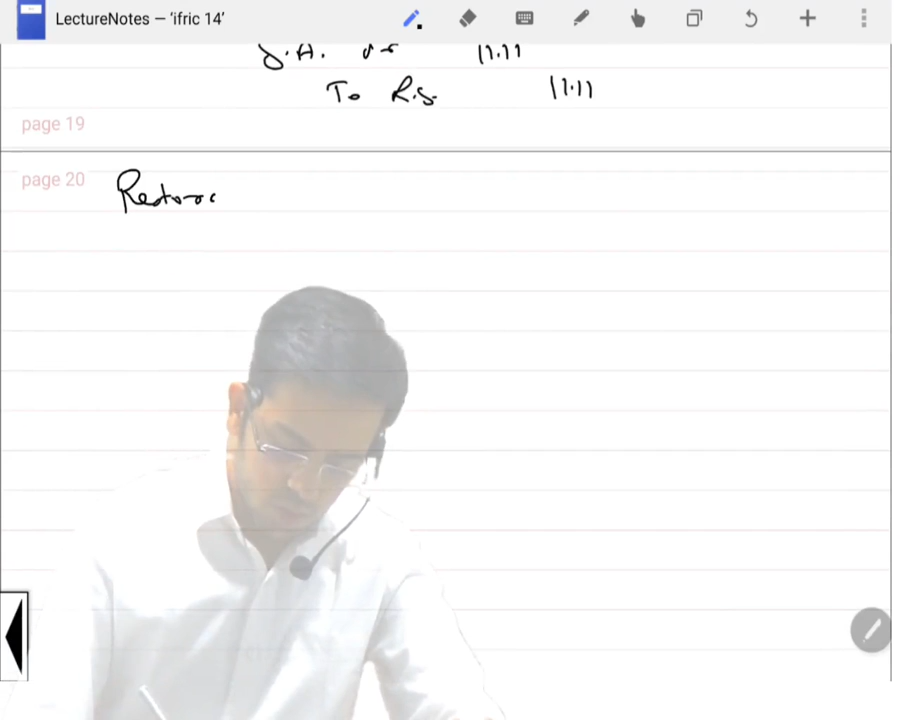 LectureNotes — ‘ifric 14’
11.11
To R.S. 11.11
page 19
page 20